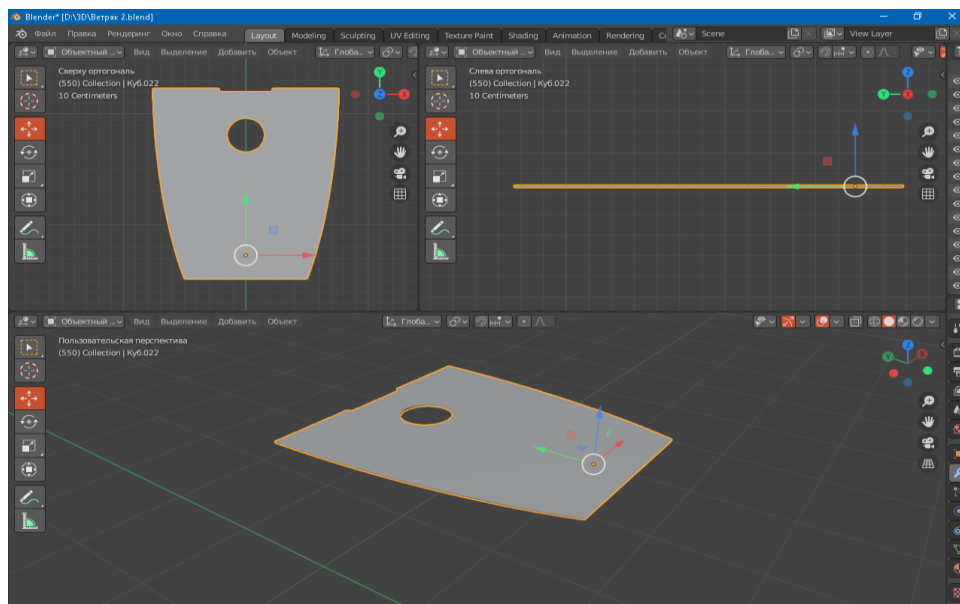 Blender* [D:\3D\Ветряк 2.blend]
Файл Правка Рендеринг Окно Справка Layout Modeling Sculpting UV Editing Texture Paint Shading Animation Rendering Scene View Layer
Объектный ... Вид Выделение Добавить Объект Глоба... Объектный ... Вид Выделение Добавить Объект Глоба...
Сверху ортогональ
(550) Collection | Куб.022
10 Centimeters
Слева ортогональ
(550) Collection | Куб.022
10 Centimeters
Y
X
Z
Z
Y
X
Объектный ... Вид Выделение Добавить Объект Глоба...
Пользовательская перспектива
(550) Collection | Куб.022
Z
Y
X